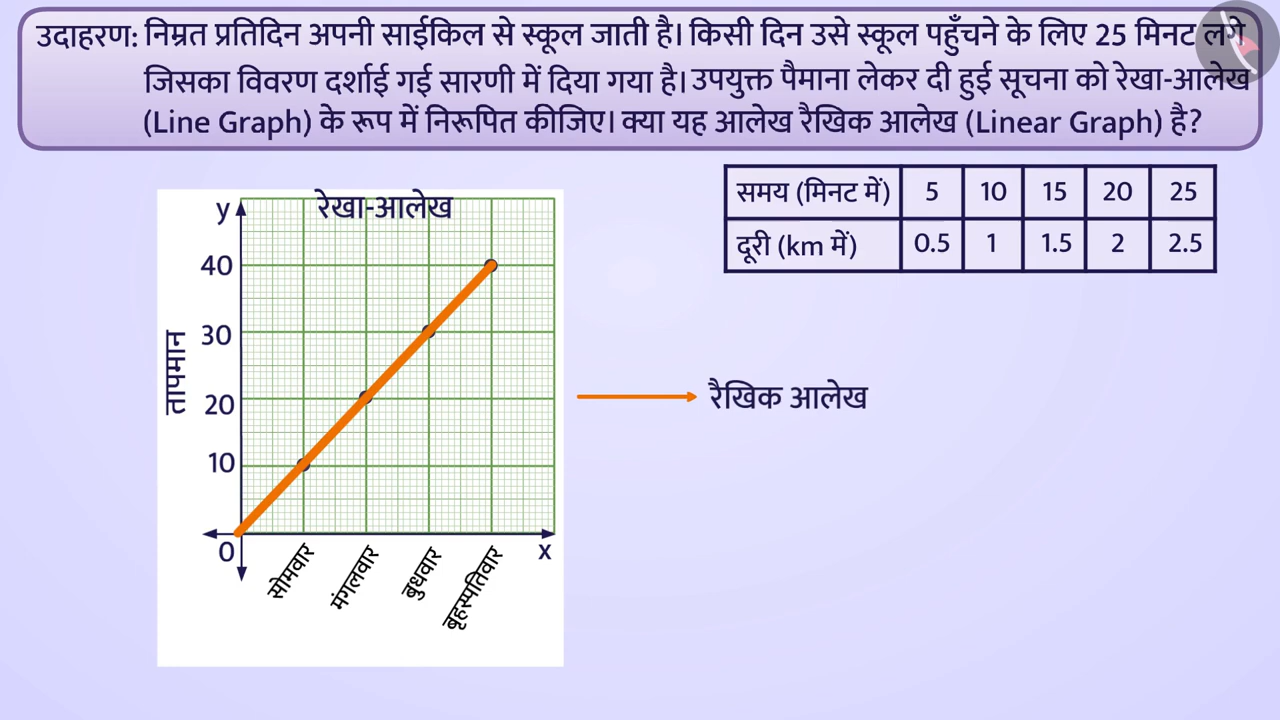 उदाहरण: निम्रत प्रतिदिन अपनी साईकिल से स्कूल जाती है। किसी दिन उसे स्कूल पहुँचने के लिए 25 मिनट लगे
जिसका विवरण दर्शाई गई सारणी में दिया गया है। उपयुक्त पैमाना लेकर दी हुई सूचना को रेखा-आलेख
(Line Graph) के रूप में निरूपित कीजिए। क्या यह आलेख रैखिक आलेख (Linear Graph) है?
समय (मिनट में) 5 10 15 20 25
दूरी (km में) 0.5 1 1.5 2 2.5
रेखा-आलेख
y
40
30
20
10
0
x
तापमान
सोमवार
मंगलवार
बुधवार
बृहस्पतिवार
रैखिक आलेख